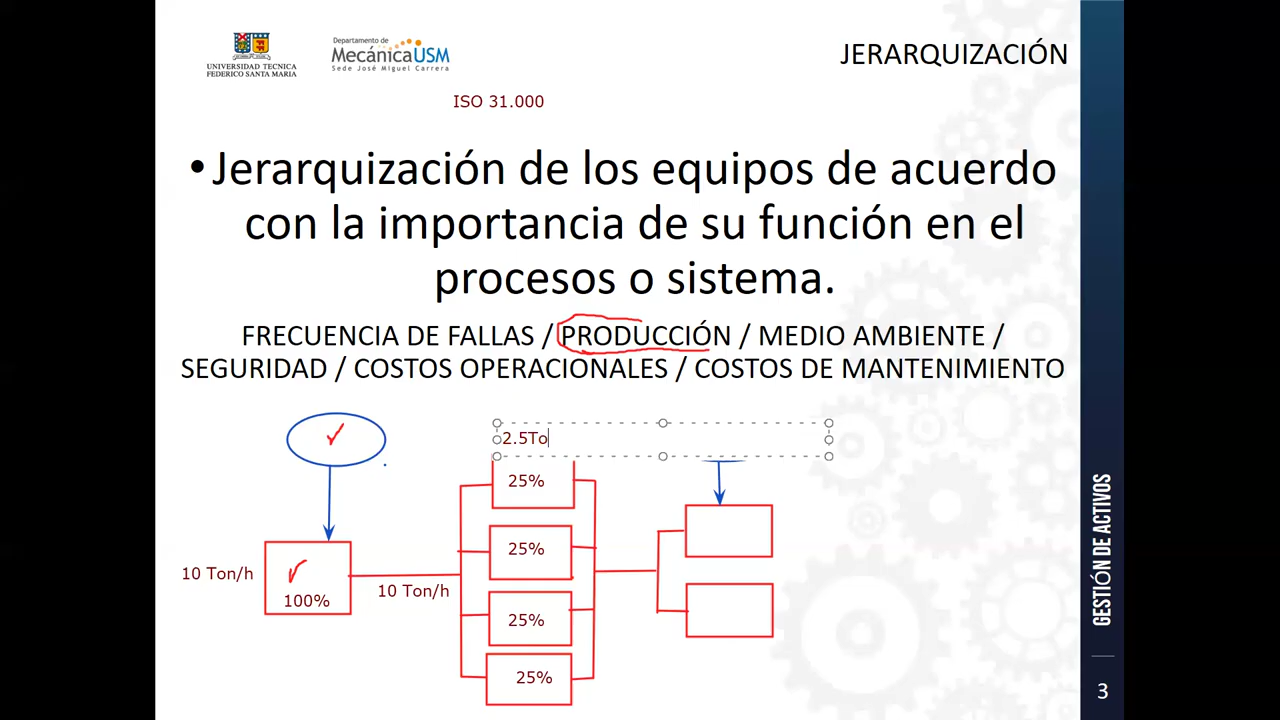 UNIVERSIDAD TECNICA
FEDERICO SANTA MARIA
Departamento de
MecánicaUSM
Sede José Miguel Carrera
JERARQUIZACIÓN
ISO 31.000
•Jerarquización de los equipos de acuerdo
con la importancia de su función en el
procesos o sistema.
FRECUENCIA DE FALLAS / PRODUCCIÓN / MEDIO AMBIENTE /
SEGURIDAD / COSTOS OPERACIONALES / COSTOS DE MANTENIMIENTO
2.5To
25%
25%
10 Ton/h
100%
10 Ton/h
25%
25%
GESTIÓN DE ACTIVOS
3